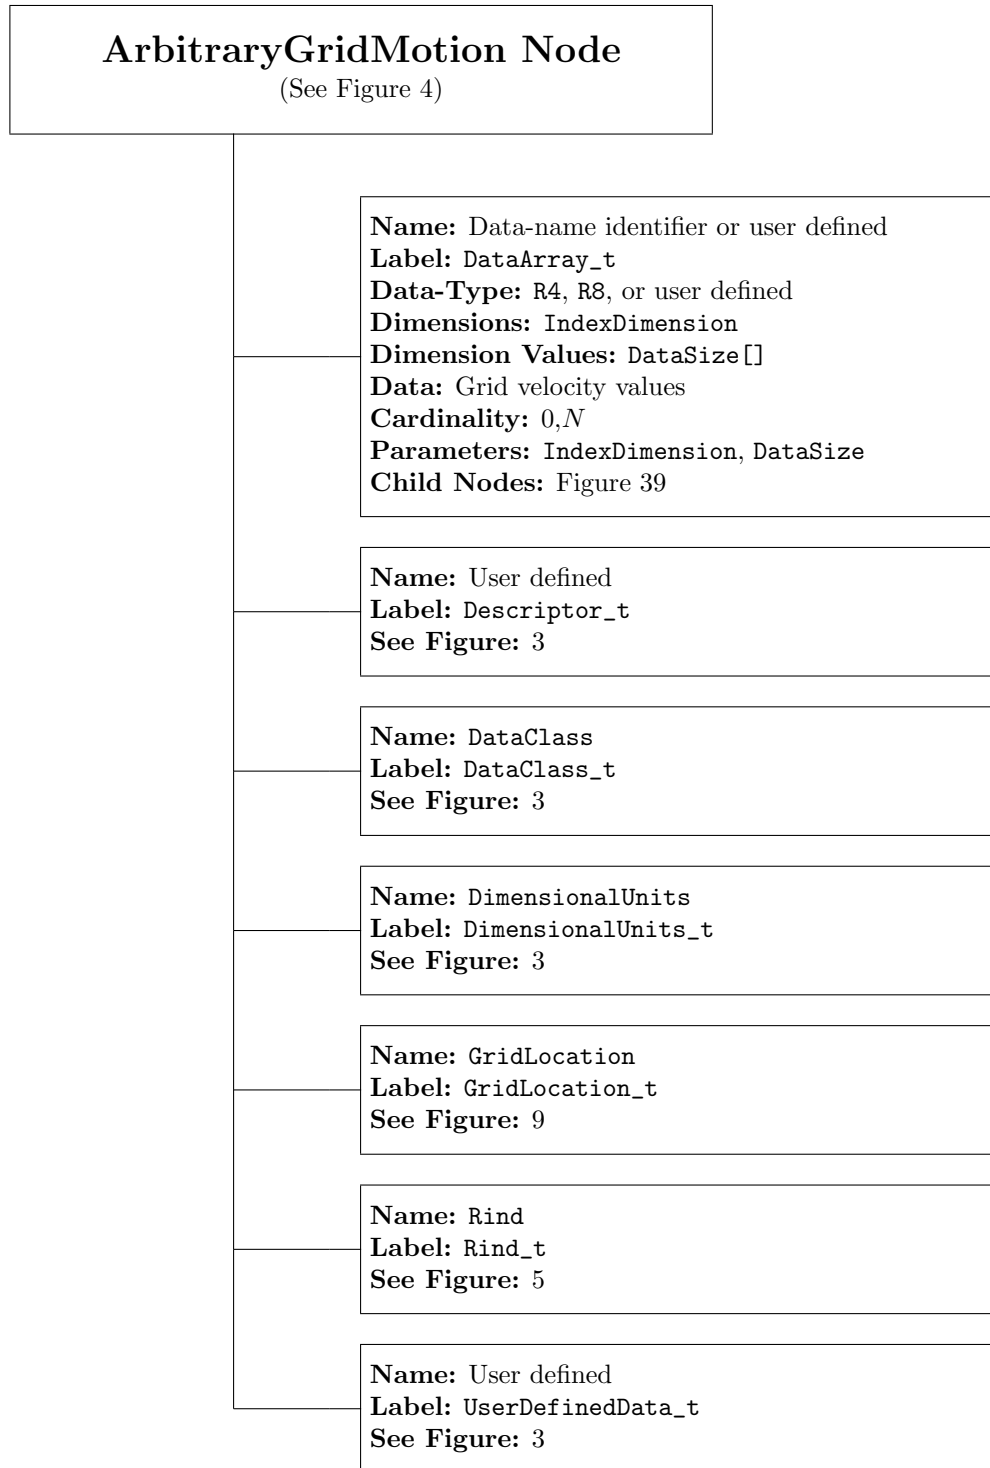 ArbitraryGridMotion Node
(See Figure 4)
Name: Data-name identifier or user defined
Label: DataArray_t
Data-Type: R4, R8, or user defined
Dimensions: IndexDimension
Dimension Values: DataSize[]
Data: Grid velocity values
Cardinality: 0,N
Parameters: IndexDimension, DataSize
Child Nodes: Figure 39
Name: User defined
Label: Descriptor_t
See Figure: 3
Name: DataClass
Label: DataClass_t
See Figure: 3
Name: DimensionalUnits
Label: DimensionalUnits_t
See Figure: 3
Name: GridLocation
Label: GridLocation_t
See Figure: 9
Name: Rind
Label: Rind_t
See Figure: 5
Name: User defined
Label: UserDefinedData_t
See Figure: 3